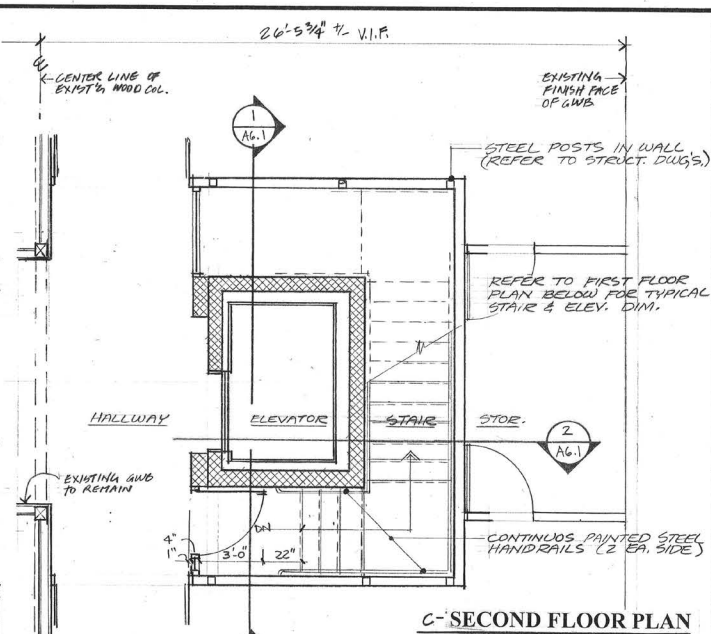 26'-5 3/4" +/- V.I.F.
CENTER LINE OF
EXIST'G WOOD COL.
EXISTING
FINISH FACE
OF GWB
1
A6.1
STEEL POSTS IN WALL
(REFER TO STRUCT. DWG'S.)
REFER TO FIRST FLOOR
PLAN BELOW FOR TYPICAL
STAIR & ELEV. DIM.
HALLWAY
ELEVATOR
STAIR
STOR.
2
A6.1
EXISTING GWB
TO REMAIN
DN
4"
1"
3'-0"
22"
CONTINUOS PAINTED STEEL
HANDRAILS (2 EA. SIDE)
C- SECOND FLOOR PLAN